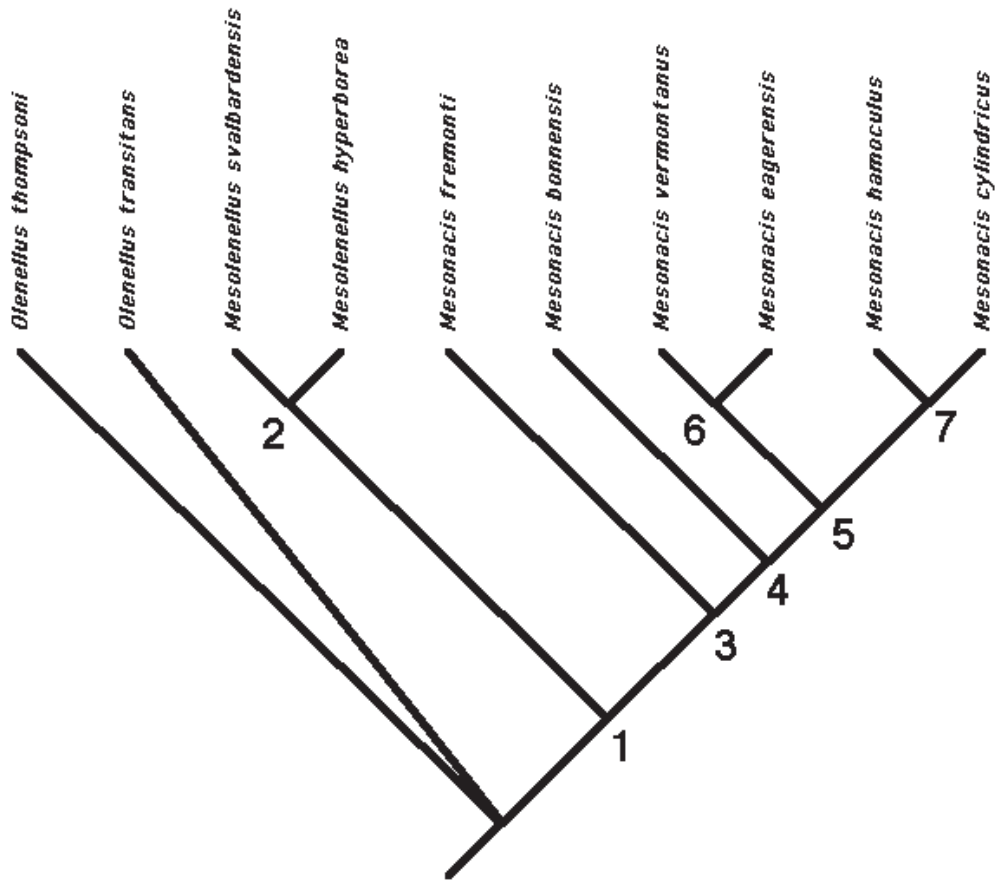 Olenellus thompsoni
Olenellus transitans
Mesolenellus svalbardensis
Mesolenellus hyperborea
Mesonacis fremonti
Mesonacis bonnensis
Mesonacis vermontanus
Mesonacis eagerensis
Mesonacis hamoculus
Mesonacis cylindricus
2
6
7
5
4
3
1